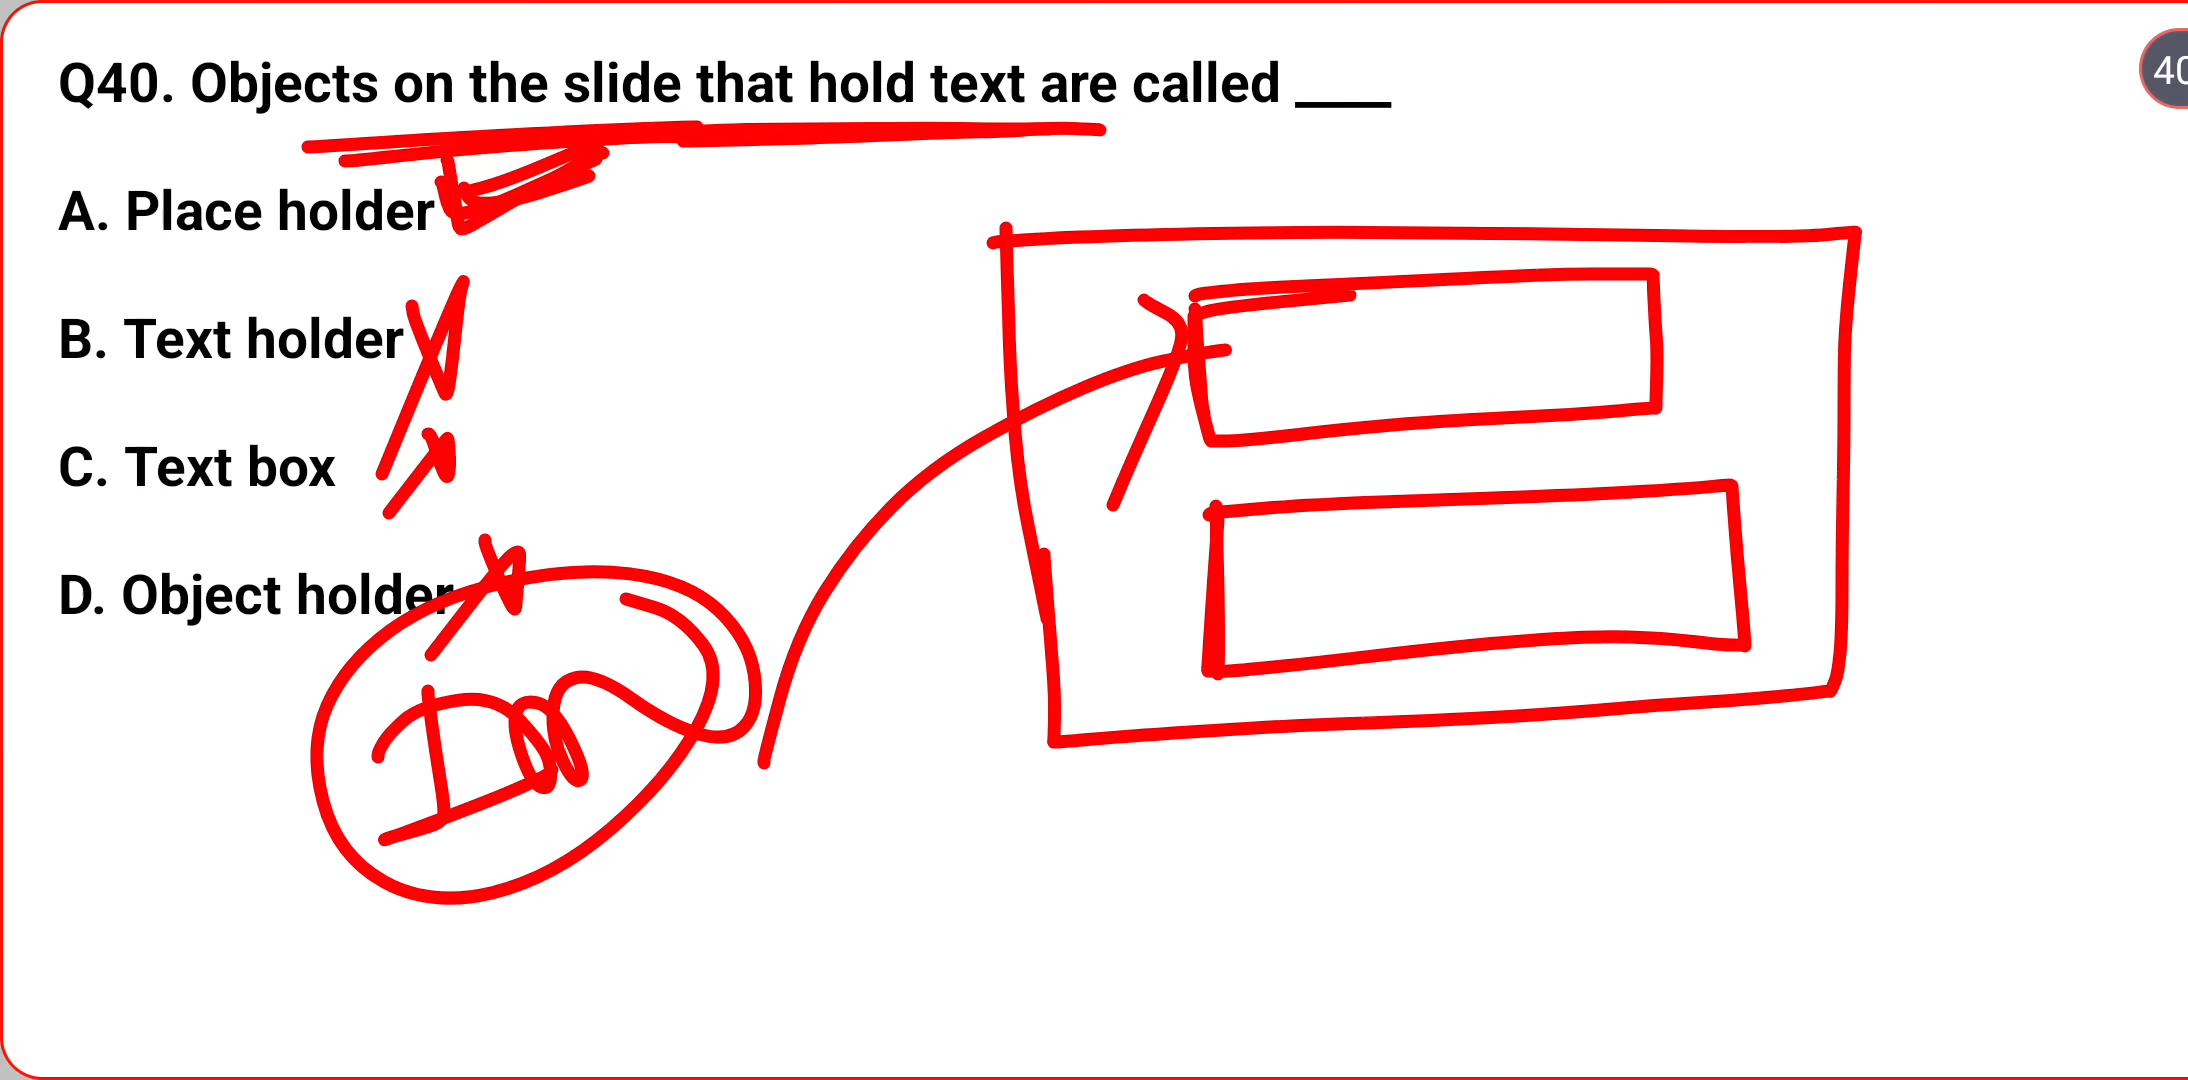 Q40. Objects on the slide that hold text are called ____
40
A. Place holder
B. Text holder
C. Text box
D. Object holder